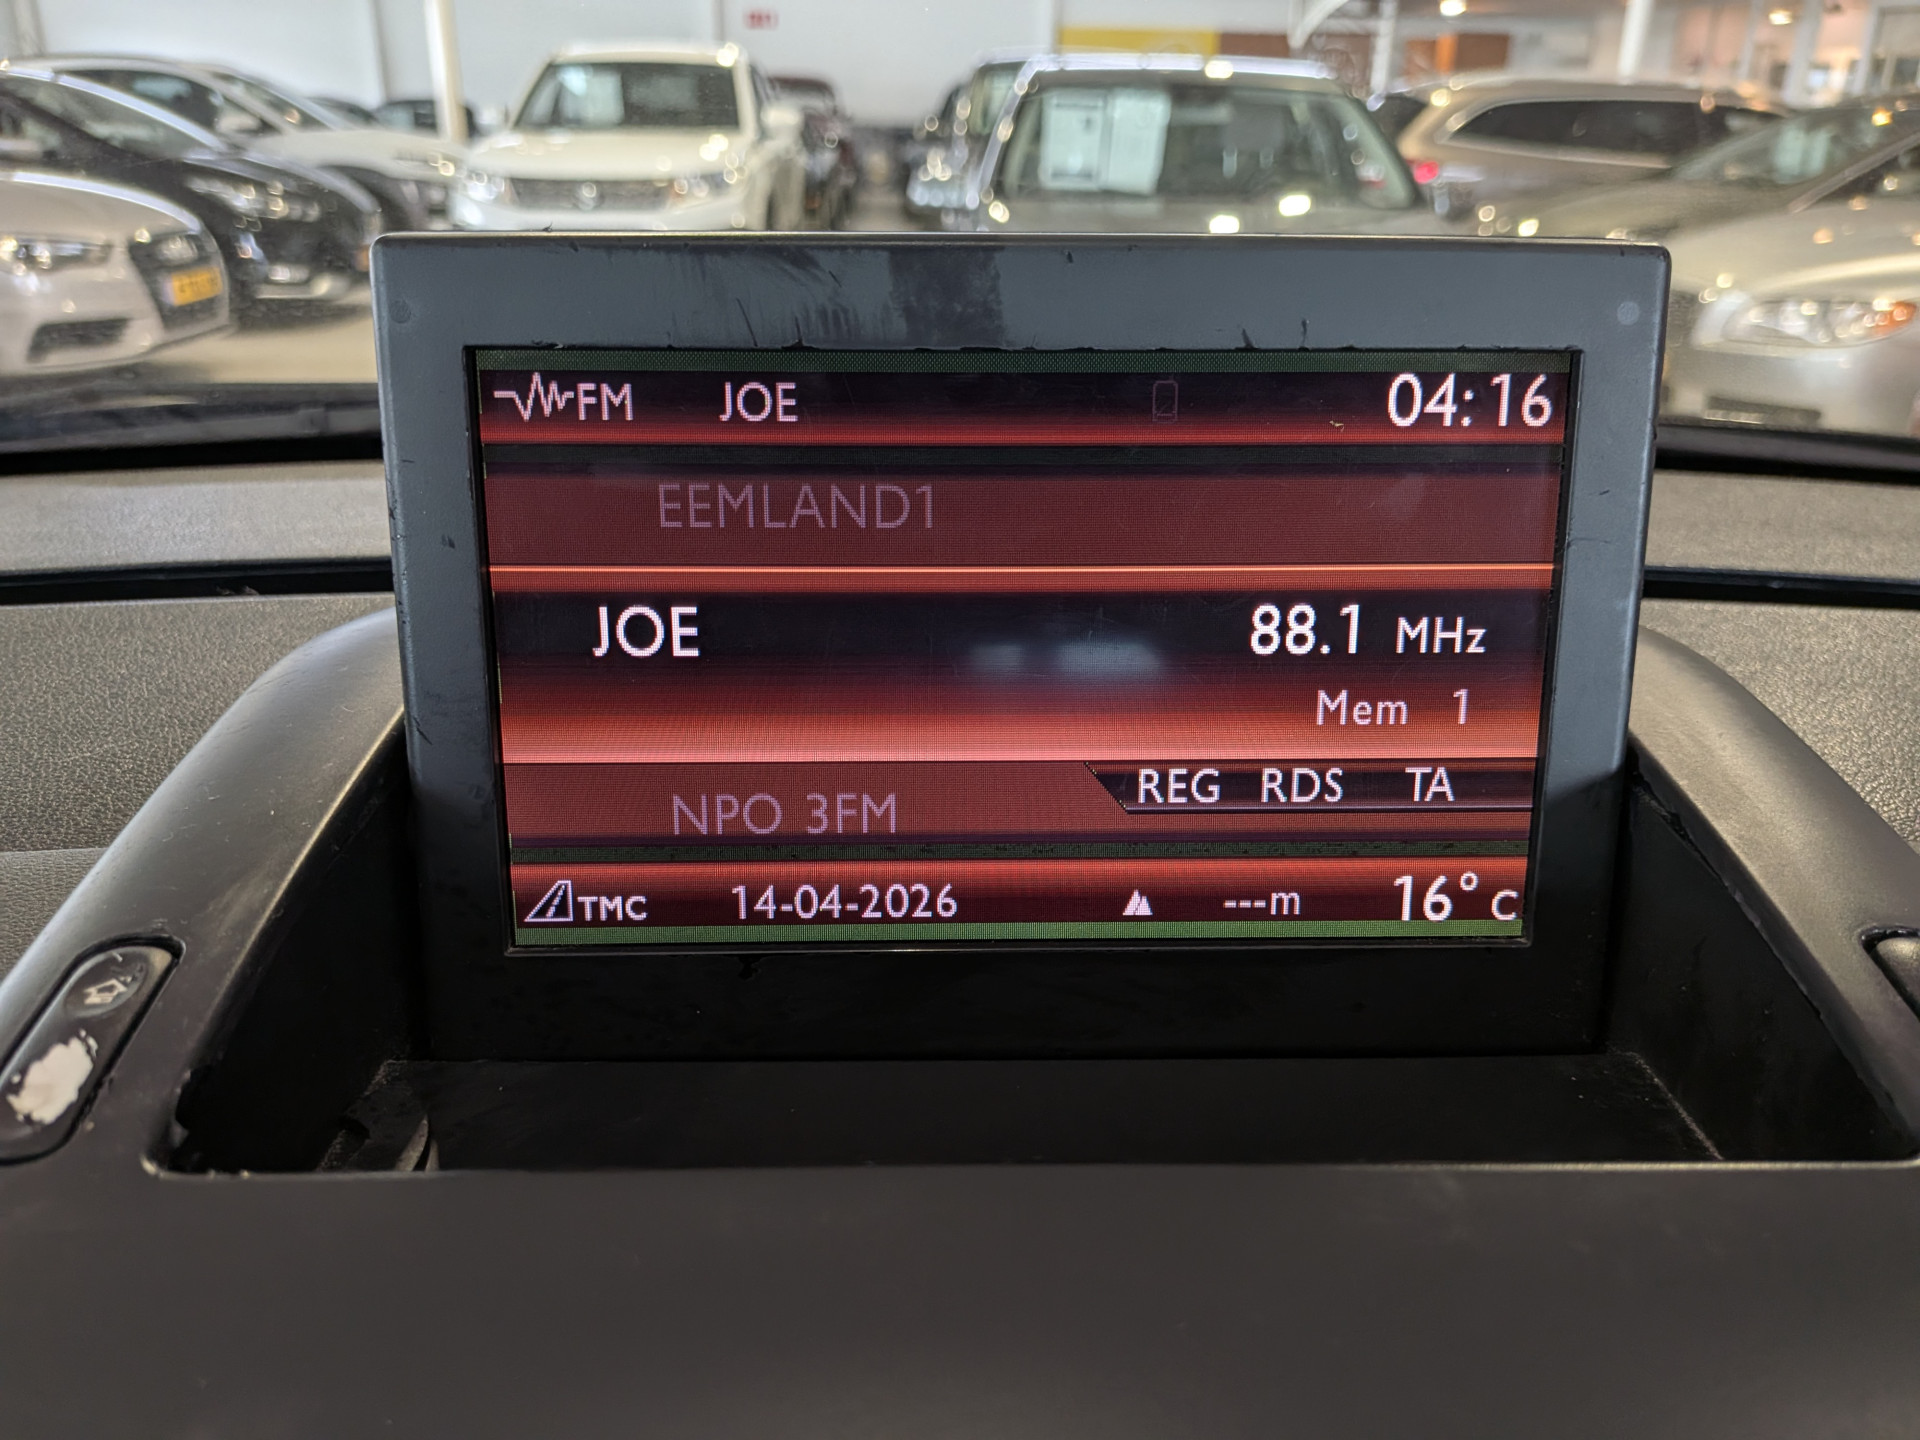 FM JOE 04:16
EEMLAND1
JOE 88.1 MHz
Mem 1
REG RDS TA
NPO 3FM
TMC 14-04-2026 ---m 16° C